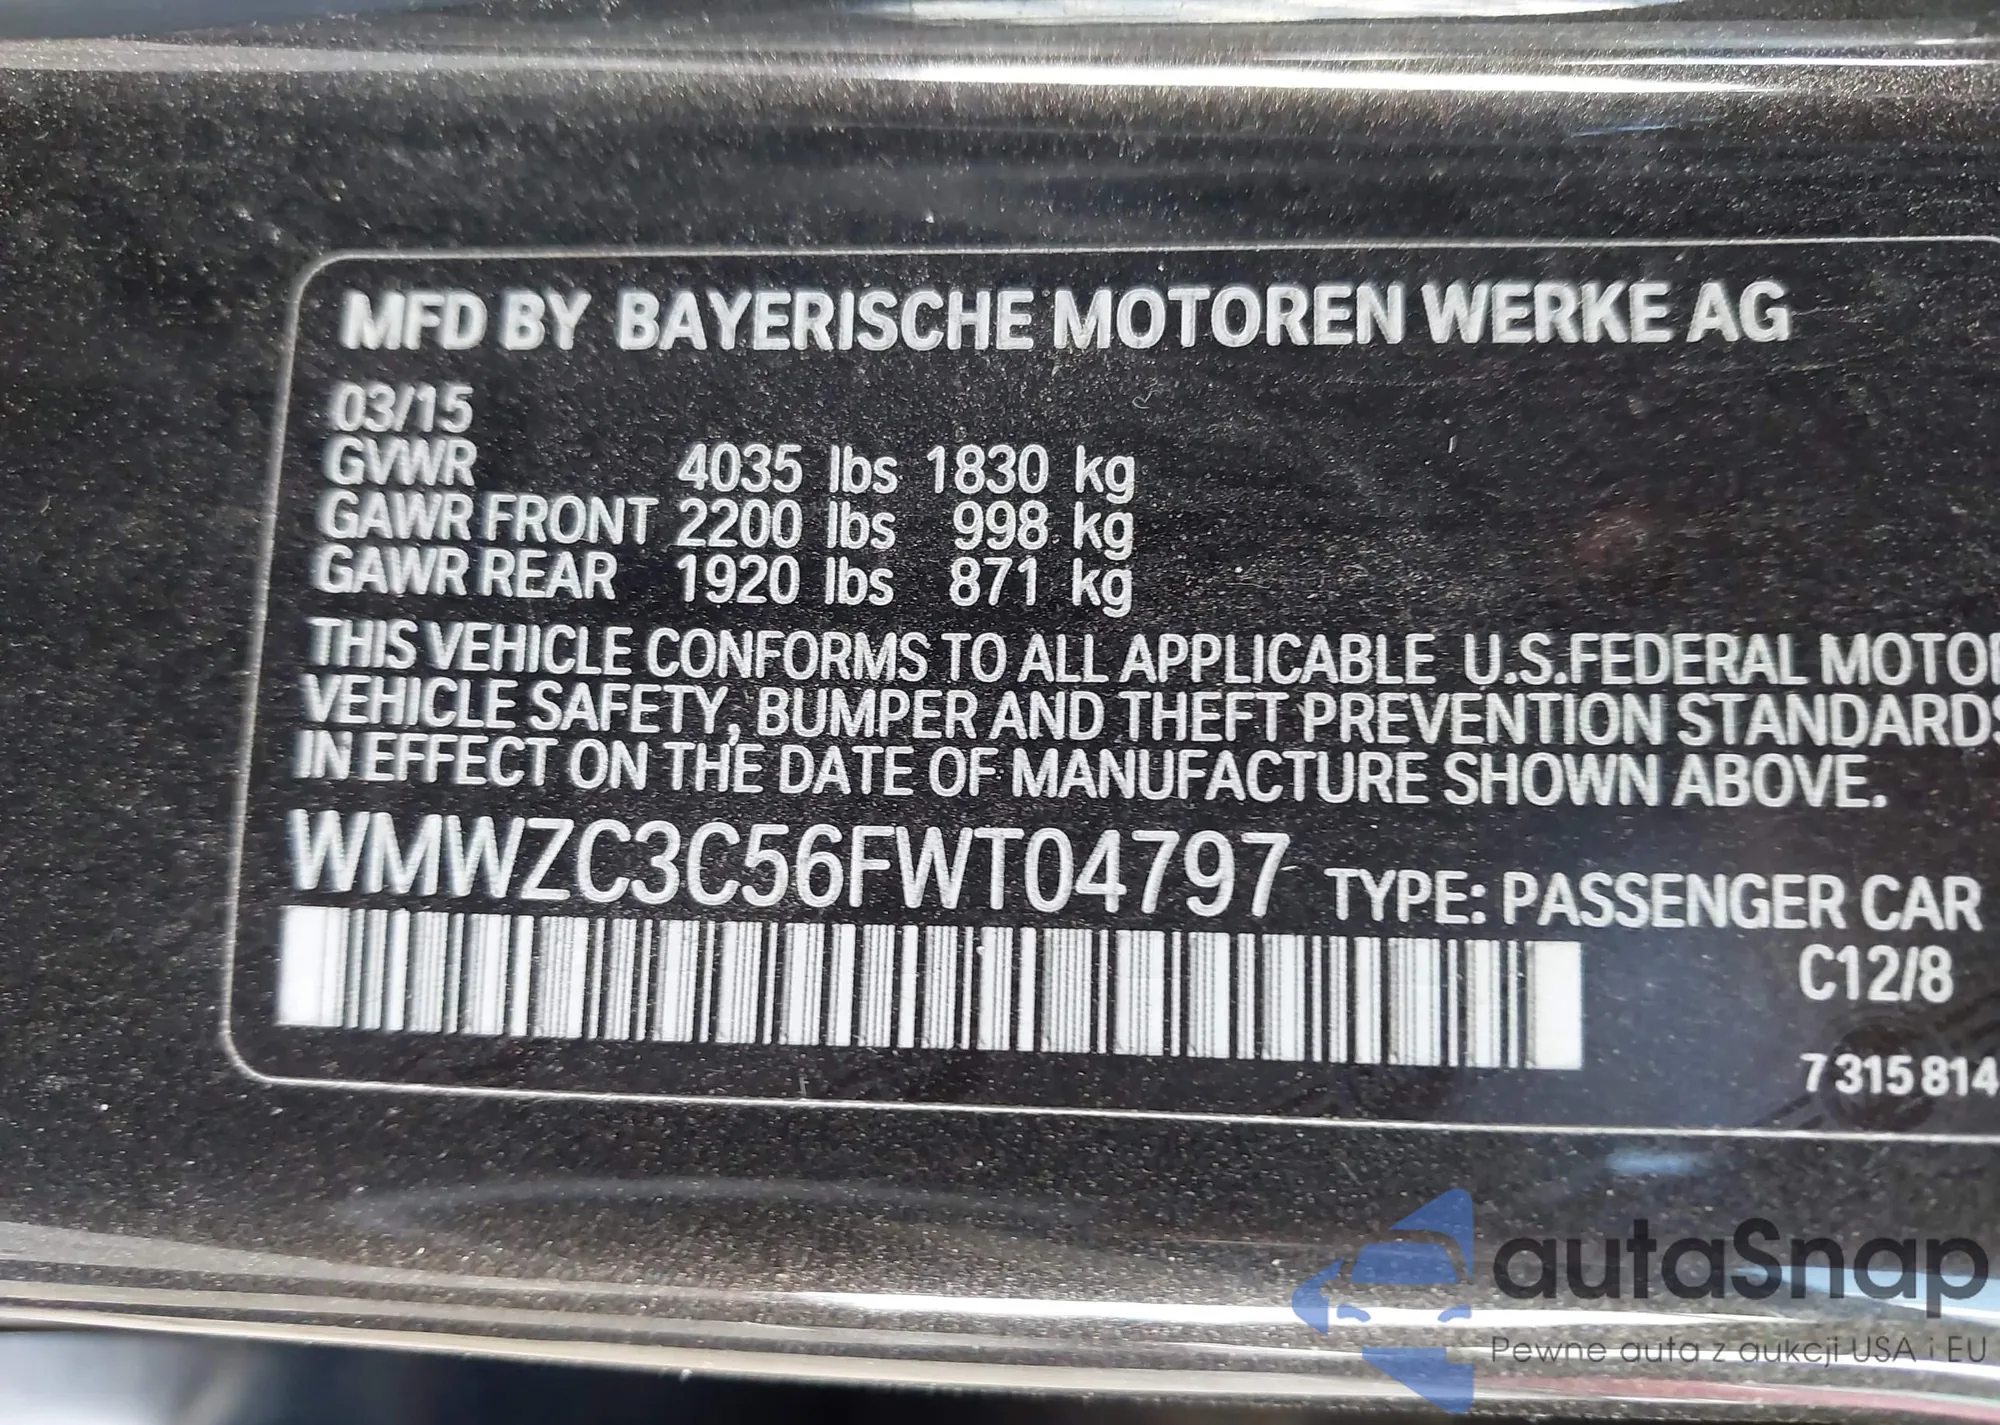 MFD BY BAYERISCHE MOTOREN WERKE AG
03/15
GVWR 4035 lbs 1830 kg
GAWR FRONT 2200 lbs 998 kg
GAWR REAR 1920 lbs 871 kg
THIS VEHICLE CONFORMS TO ALL APPLICABLE U.S.FEDERAL MOTOR
VEHICLE SAFETY, BUMPER AND THEFT PREVENTION STANDARDS
IN EFFECT ON THE DATE OF MANUFACTURE SHOWN ABOVE.
WMWZC3C56FWT04797 TYPE: PASSENGER CAR
C12/8
7 315 814
autaSnap
Pewne auta z aukcji USA i EU